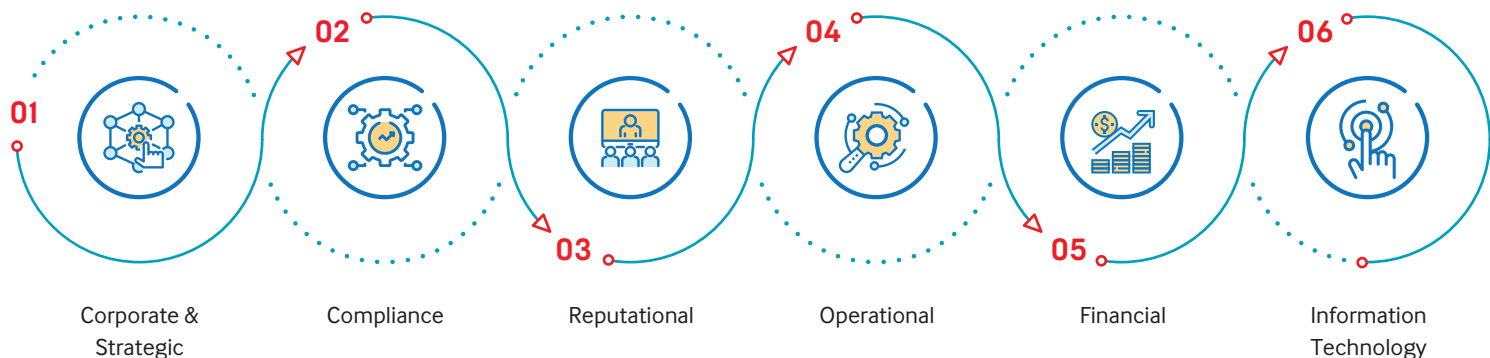 01
02
03
04
05
06
Corporate &
Strategic
Compliance
Reputational
Operational
Financial
Information
Technology